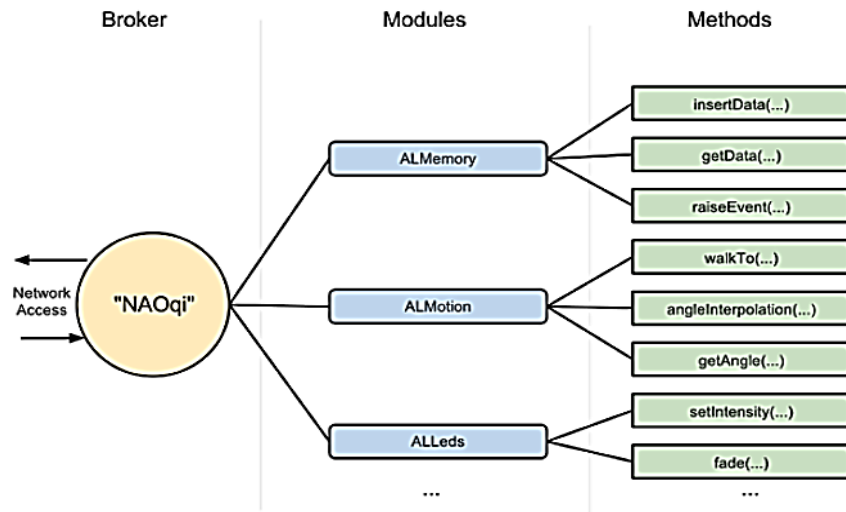 Broker
Modules
Methods
Network
Access
"NAOqi"
ALMemory
insertData(...)
getData(...)
raiseEvent(...)
ALMotion
walkTo(...)
angleInterpolation(...)
getAngle(...)
ALLeds
setIntensity(...)
fade(...)
...
...